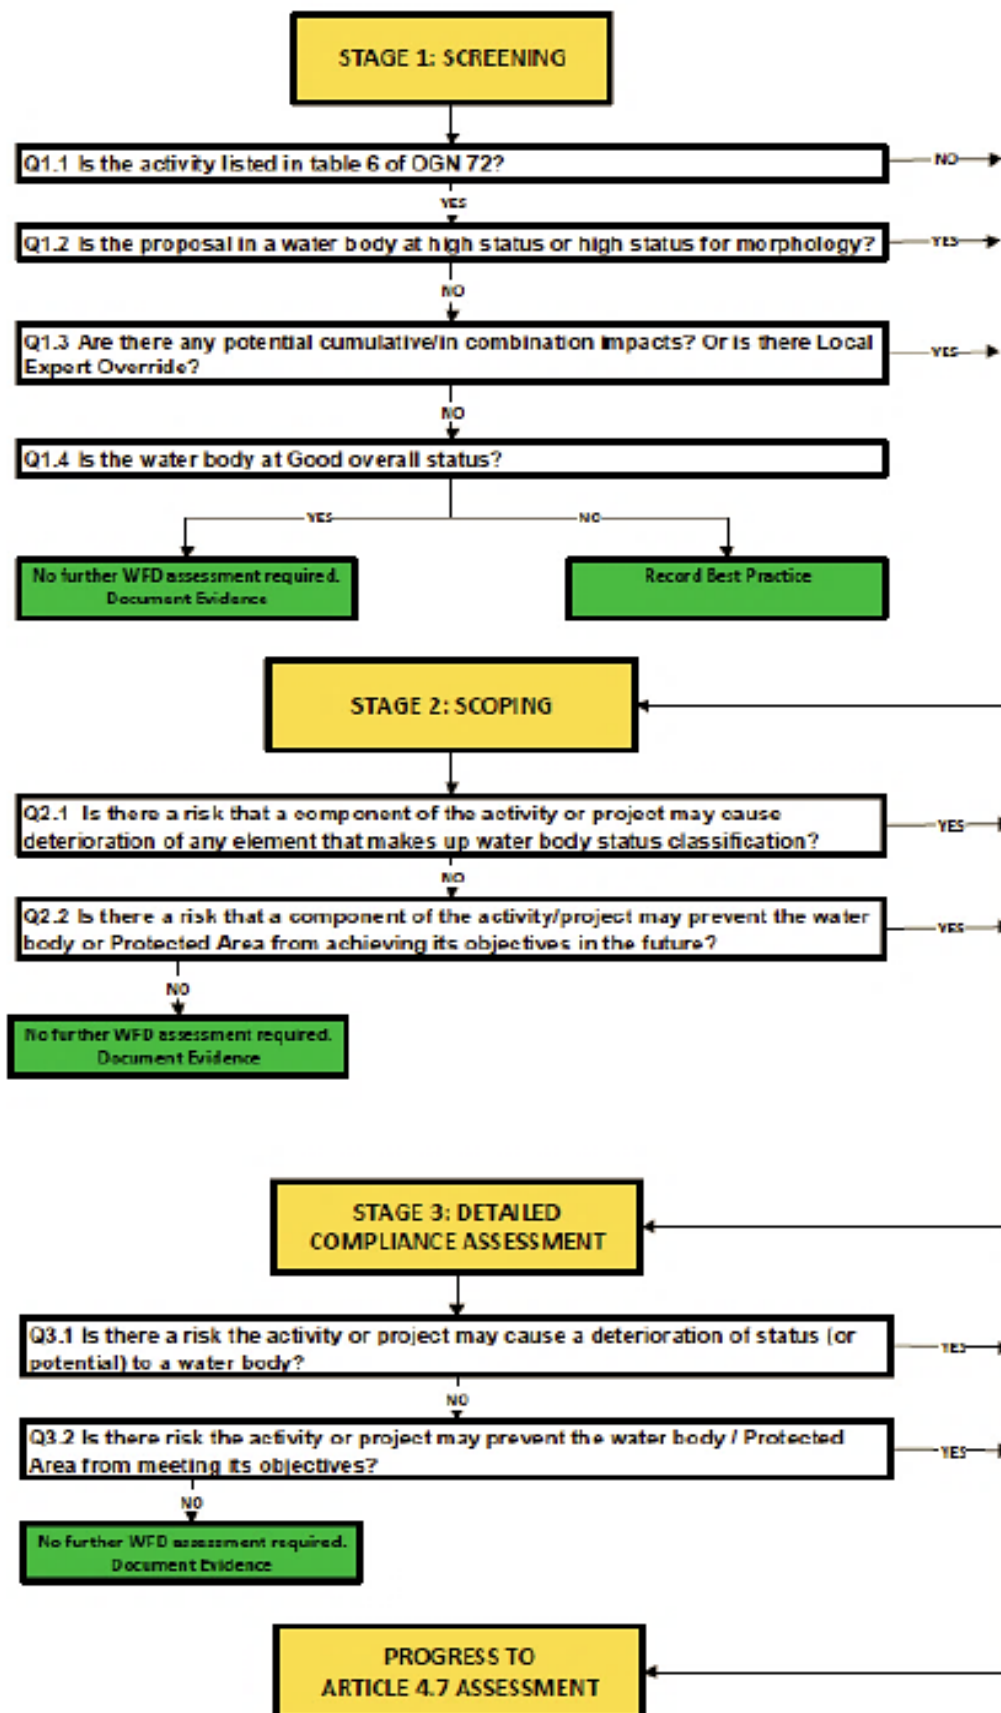 STAGE 1: SCREENING
Q1.1 Is the activity listed in table 6 of OGN 72?
NO
YES
Q1.2 Is the proposal in a water body at high status or high status for morphology?
YES
NO
Q1.3 Are there any potential cumulative/in combination impacts? Or is there Local
Expert Override?
YES
NO
Q1.4 Is the water body at Good overall status?
YES
NO
No further WFD assessment required.
Document Evidence
Record Best Practice
STAGE 2: SCOPING
Q2.1 Is there a risk that a component of the activity or project may cause
deterioration of any element that makes up water body status classification?
YES
NO
Q2.2 Is there a risk that a component of the activity/project may prevent the water
body or Protected Area from achieving its objectives in the future?
YES
NO
No further WFD assessment required.
Document Evidence
STAGE 3: DETAILED
COMPLIANCE ASSESSMENT
Q3.1 Is there a risk the activity or project may cause a deterioration of status (or
potential) to a water body?
YES
NO
Q3.2 Is there risk the activity or project may prevent the water body / Protected
Area from meeting its objectives?
YES
NO
No further WFD assessment required.
Document Evidence
PROGRESS TO
ARTICLE 4.7 ASSESSMENT